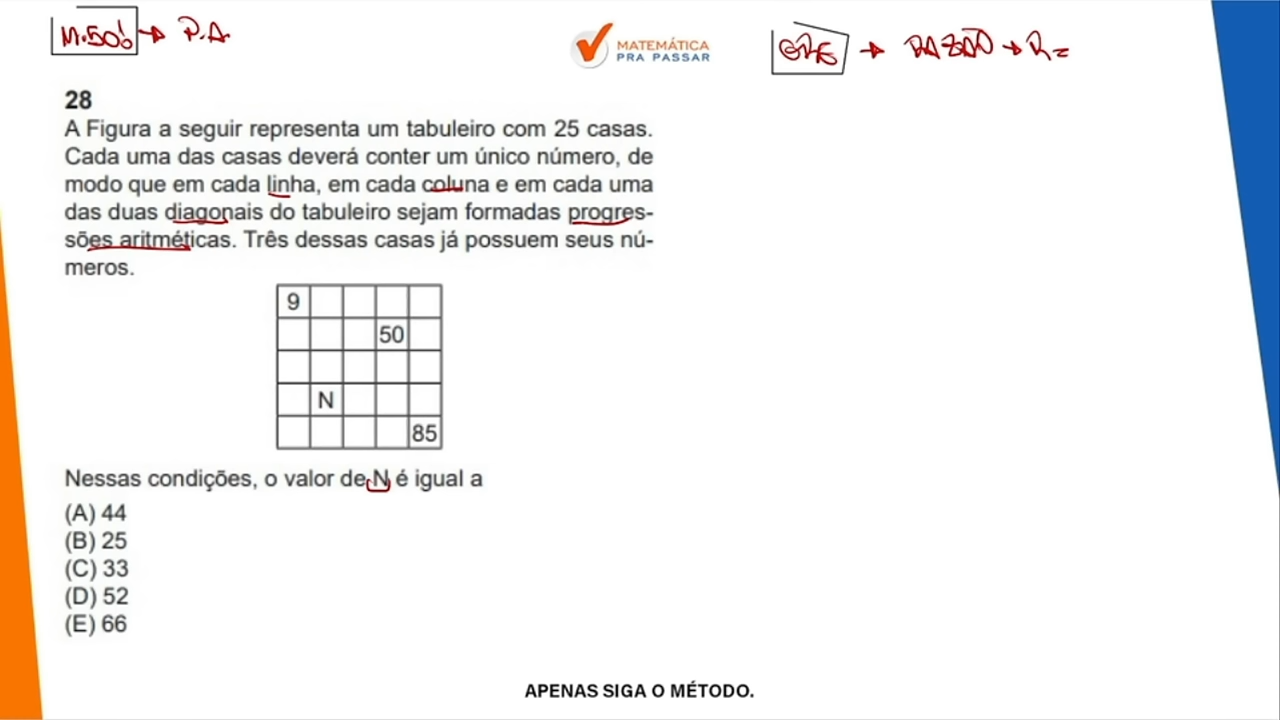 P.A
MATEMÁTICA
PRA PASSAR
RAZÃO → R =
28
A Figura a seguir representa um tabuleiro com 25 casas.
Cada uma das casas deverá conter um único número, de
modo que em cada linha, em cada coluna e em cada uma
das duas diagonais do tabuleiro sejam formadas progres-
sões aritméticas. Três dessas casas já possuem seus nú-
meros.
9
50
N
85
Nessas condições, o valor de N é igual a
(A) 44
(B) 25
(C) 33
(D) 52
(E) 66
APENAS SIGA O MÉTODO.